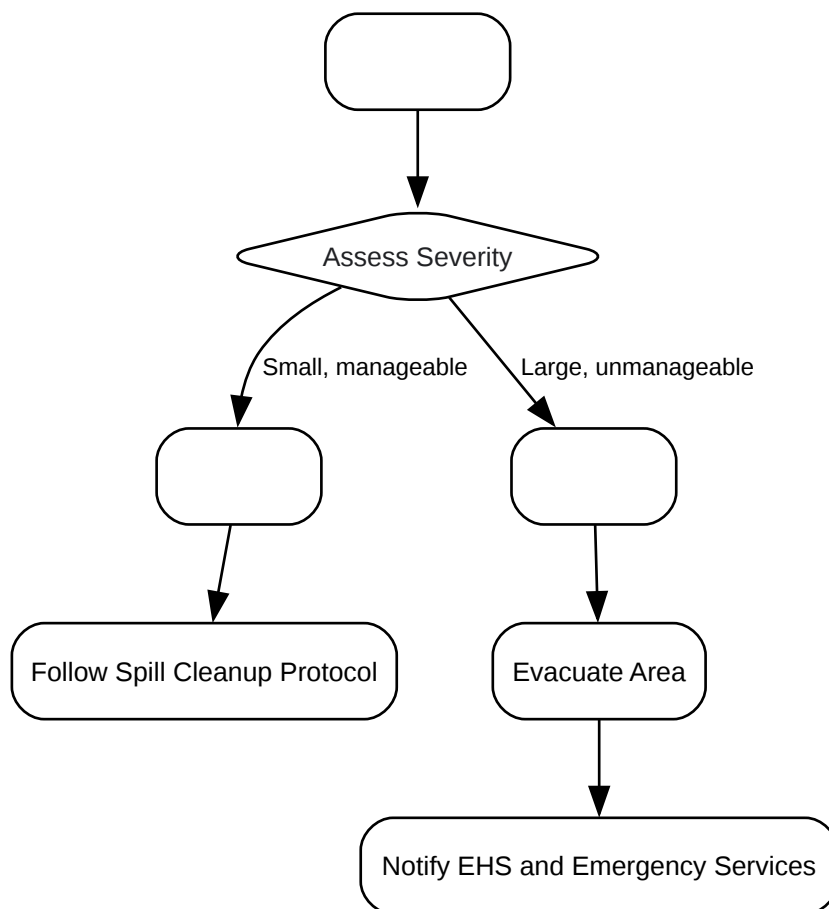 Assess Severity
Small, manageable
Large, unmanageable
Follow Spill Cleanup Protocol
Evacuate Area
Notify EHS and Emergency Services